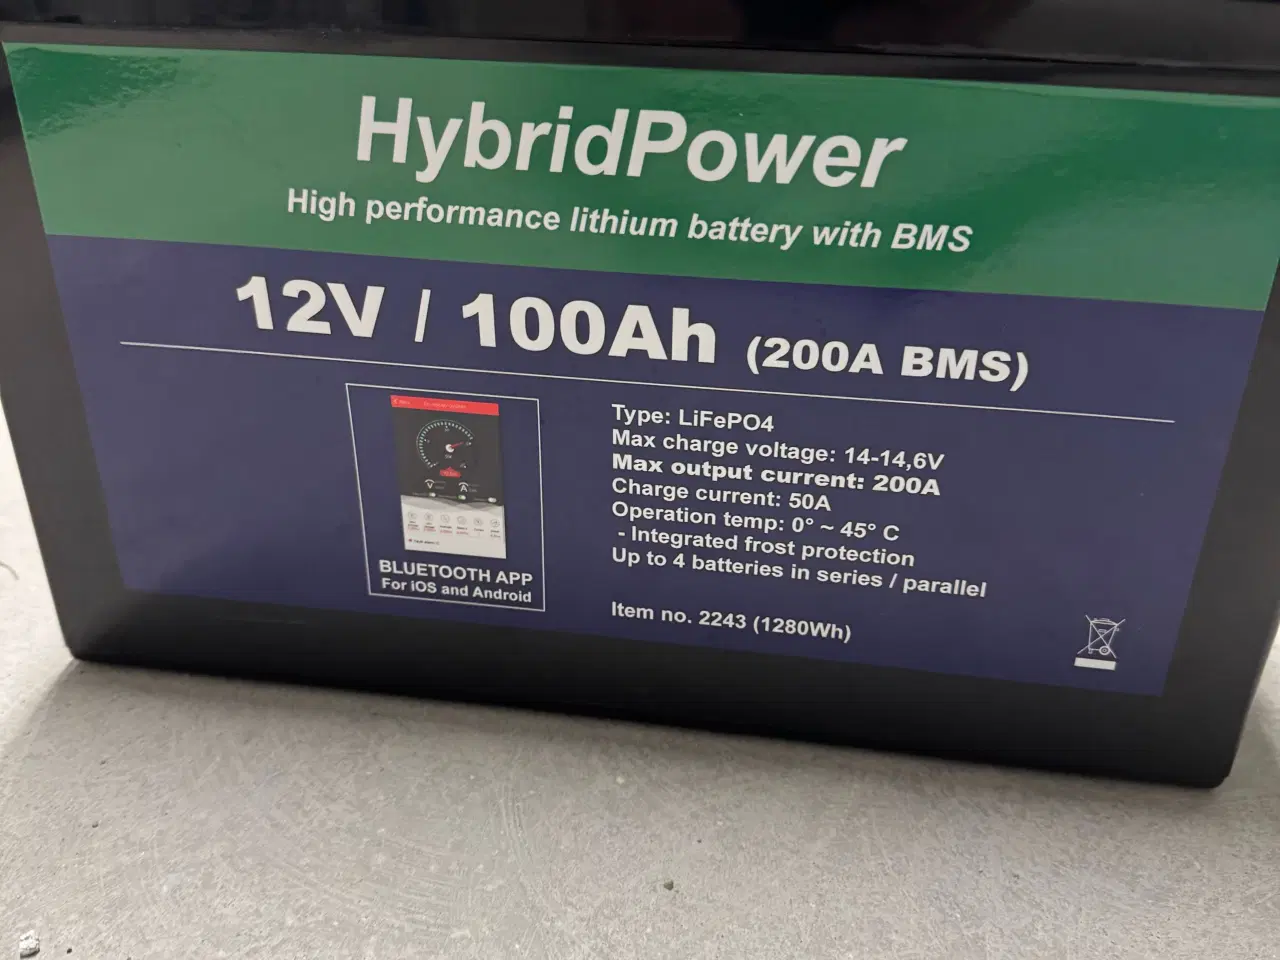 HybridPower
High performance lithium battery with BMS
12V / 100Ah (200A BMS)
BLUETOOTH APP
For iOS and Android
Type: LiFePO4
Max charge voltage: 14-14,6V
Max output current: 200A
Charge current: 50A
Operation temp: 0° ~ 45° C
- Integrated frost protection
Up to 4 batteries in series / parallel
Item no. 2243 (1280Wh)